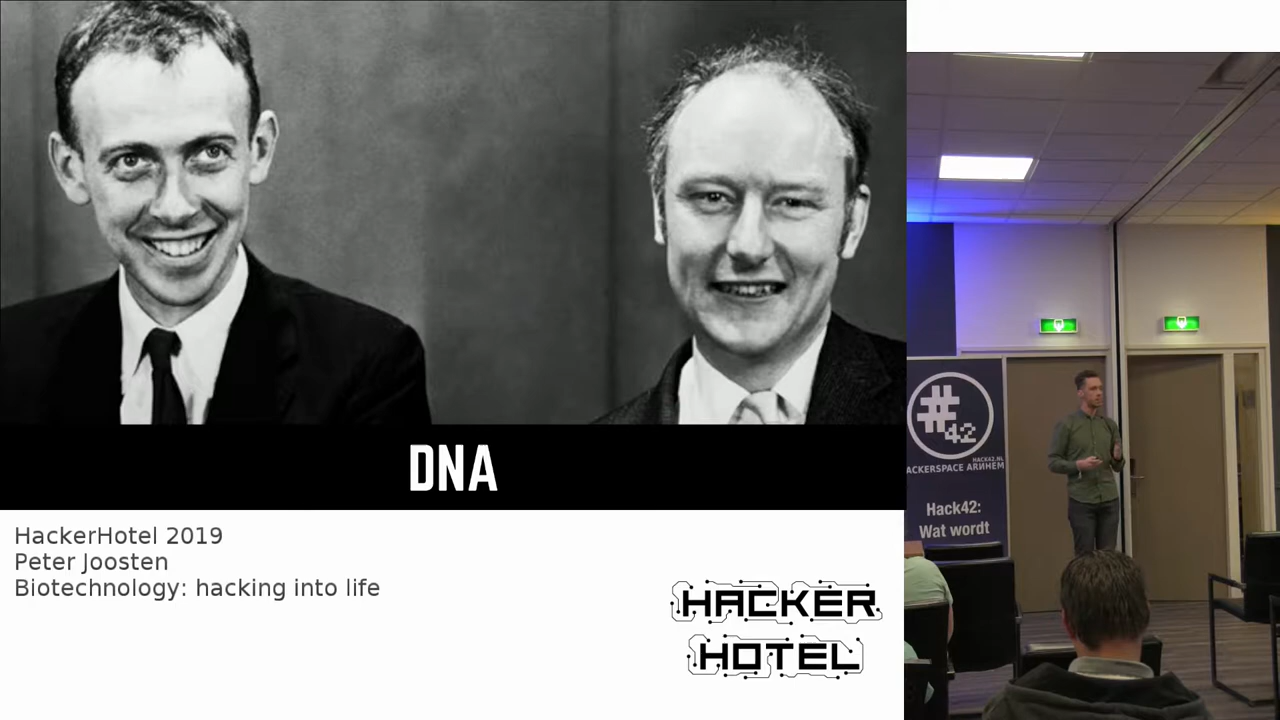 DNA
HackerHotel 2019
Peter Joosten
Biotechnology: hacking into life
HACKER
HOTEL
#
42
HACK42.NL
ACKERSPACE ARNHEM
Hack42:
Wat wordt